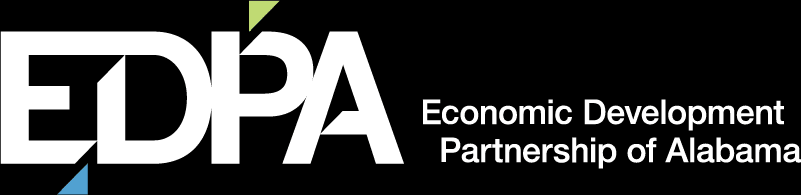 EDPA
Economic Development
Partnership of Alabama